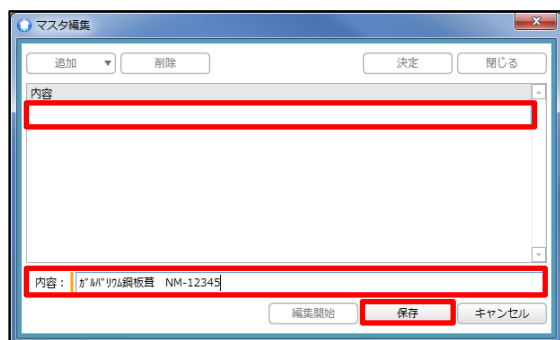 マスタ編集
追加 ▼ 削除 決定 閉じる
内容
内容： ｶﾞﾙﾊﾞﾘｳﾑ鋼板葺 NM-12345
編集開始 保存 キャンセル